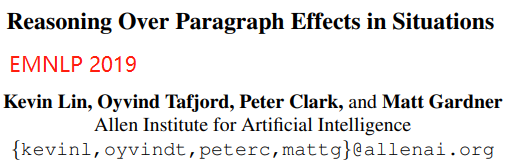 Reasoning Over Paragraph Effects in Situations
EMNLP 2019
Kevin Lin, Oyvind Tafjord, Peter Clark, and Matt Gardner
Allen Institute for Artificial Intelligence
{kevinl,oyvindt,peterc,mattg}@allenai.org